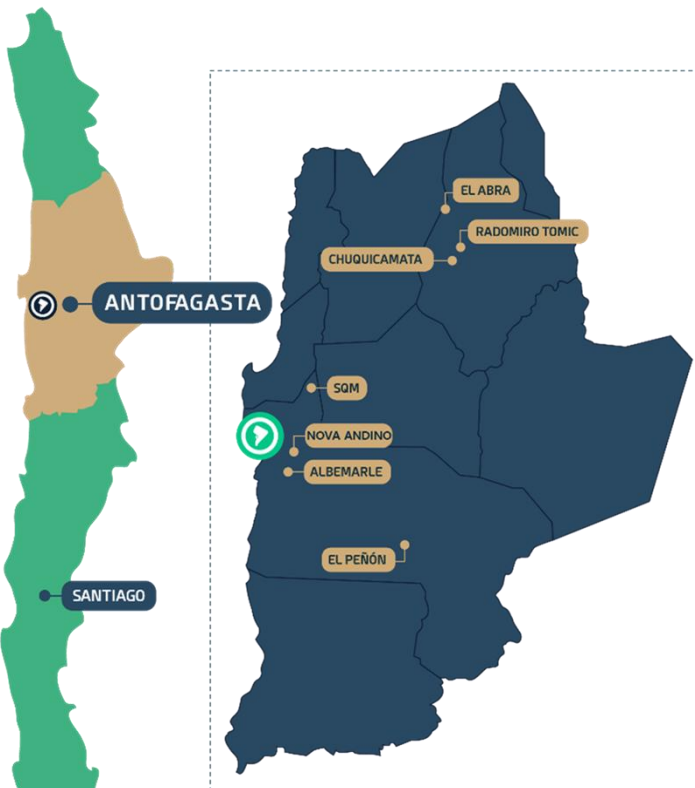 ANTOFAGASTA
SANTIAGO
EL ABRA
RADOMIRO TOMIC
CHUQUICAMATA
SQM
NOVA ANDINO
ALBEMARLE
EL PEÑÓN